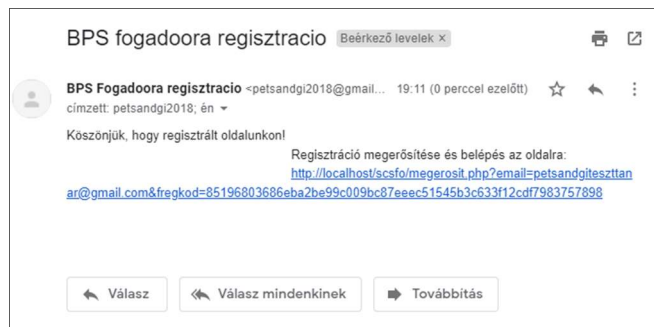 BPS fogadoora regisztracio Beérkező levelek ×
BPS Fogadoora regisztracio <petsandgi2018@gmail... 19:11 (0 perccel ezelőtt)
címzett: petsandgi2018; én
Köszönjük, hogy regisztrált oldalunkon!
Regisztráció megerősítése és belépés az oldalra:
http://localhost/scsfo/megerosit.php?email=petsandgiteszttan
ar@gmail.com&fregkod=85196803686eba2be99c009bc87eeec51545b3c633f12cdf7983757898
Válasz Válasz mindenkinek Továbbítás